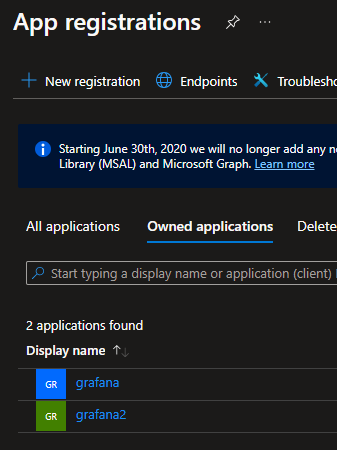 App registrations
New registration Endpoints Troublesho
Starting June 30th, 2020 we will no longer add any n
Library (MSAL) and Microsoft Graph. Learn more
All applications Owned applications Delete
Start typing a display name or application (client)
2 applications found
Display name
GR grafana
GR grafana2